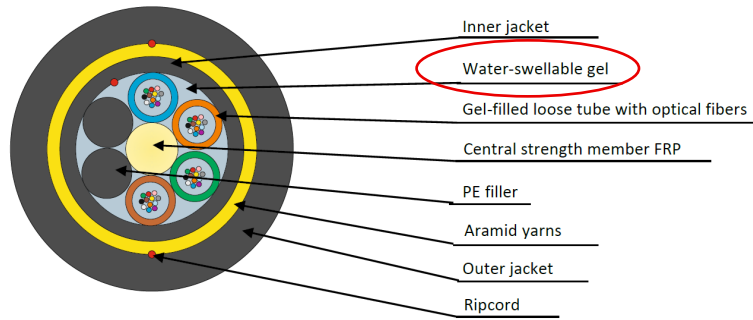 Inner jacket
Water-swellable gel
Gel-filled loose tube with optical fibers
Central strength member FRP
PE filler
Aramid yarns
Outer jacket
Ripcord